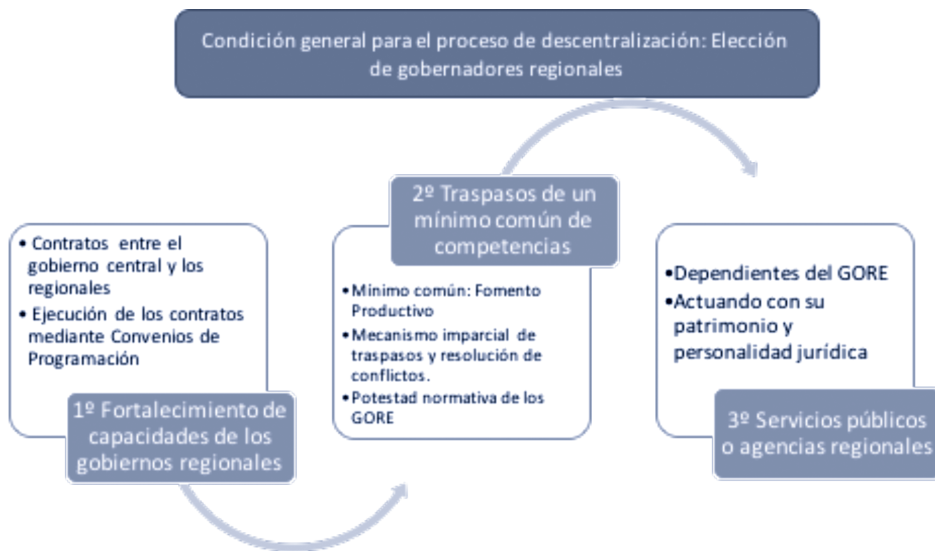 Condición general para el proceso de descentralización: Elección
de gobernadores regionales
• Contratos entre el
gobierno central y los
regionales
• Ejecución de los contratos
mediante Convenios de
Programación
1º Fortalecimiento de
capacidades de los
gobiernos regionales
2º Traspasos de un
mínimo común de
competencias
•Mínimo común: Fomento
Productivo
•Mecanismo imparcial de
traspasos y resolución de
conflictos.
•Potestad normativa de los
GORE
•Dependientes del GORE
•Actuando con su
patrimonio y
personalidad jurídica
3º Servicios públicos
o agencias regionales